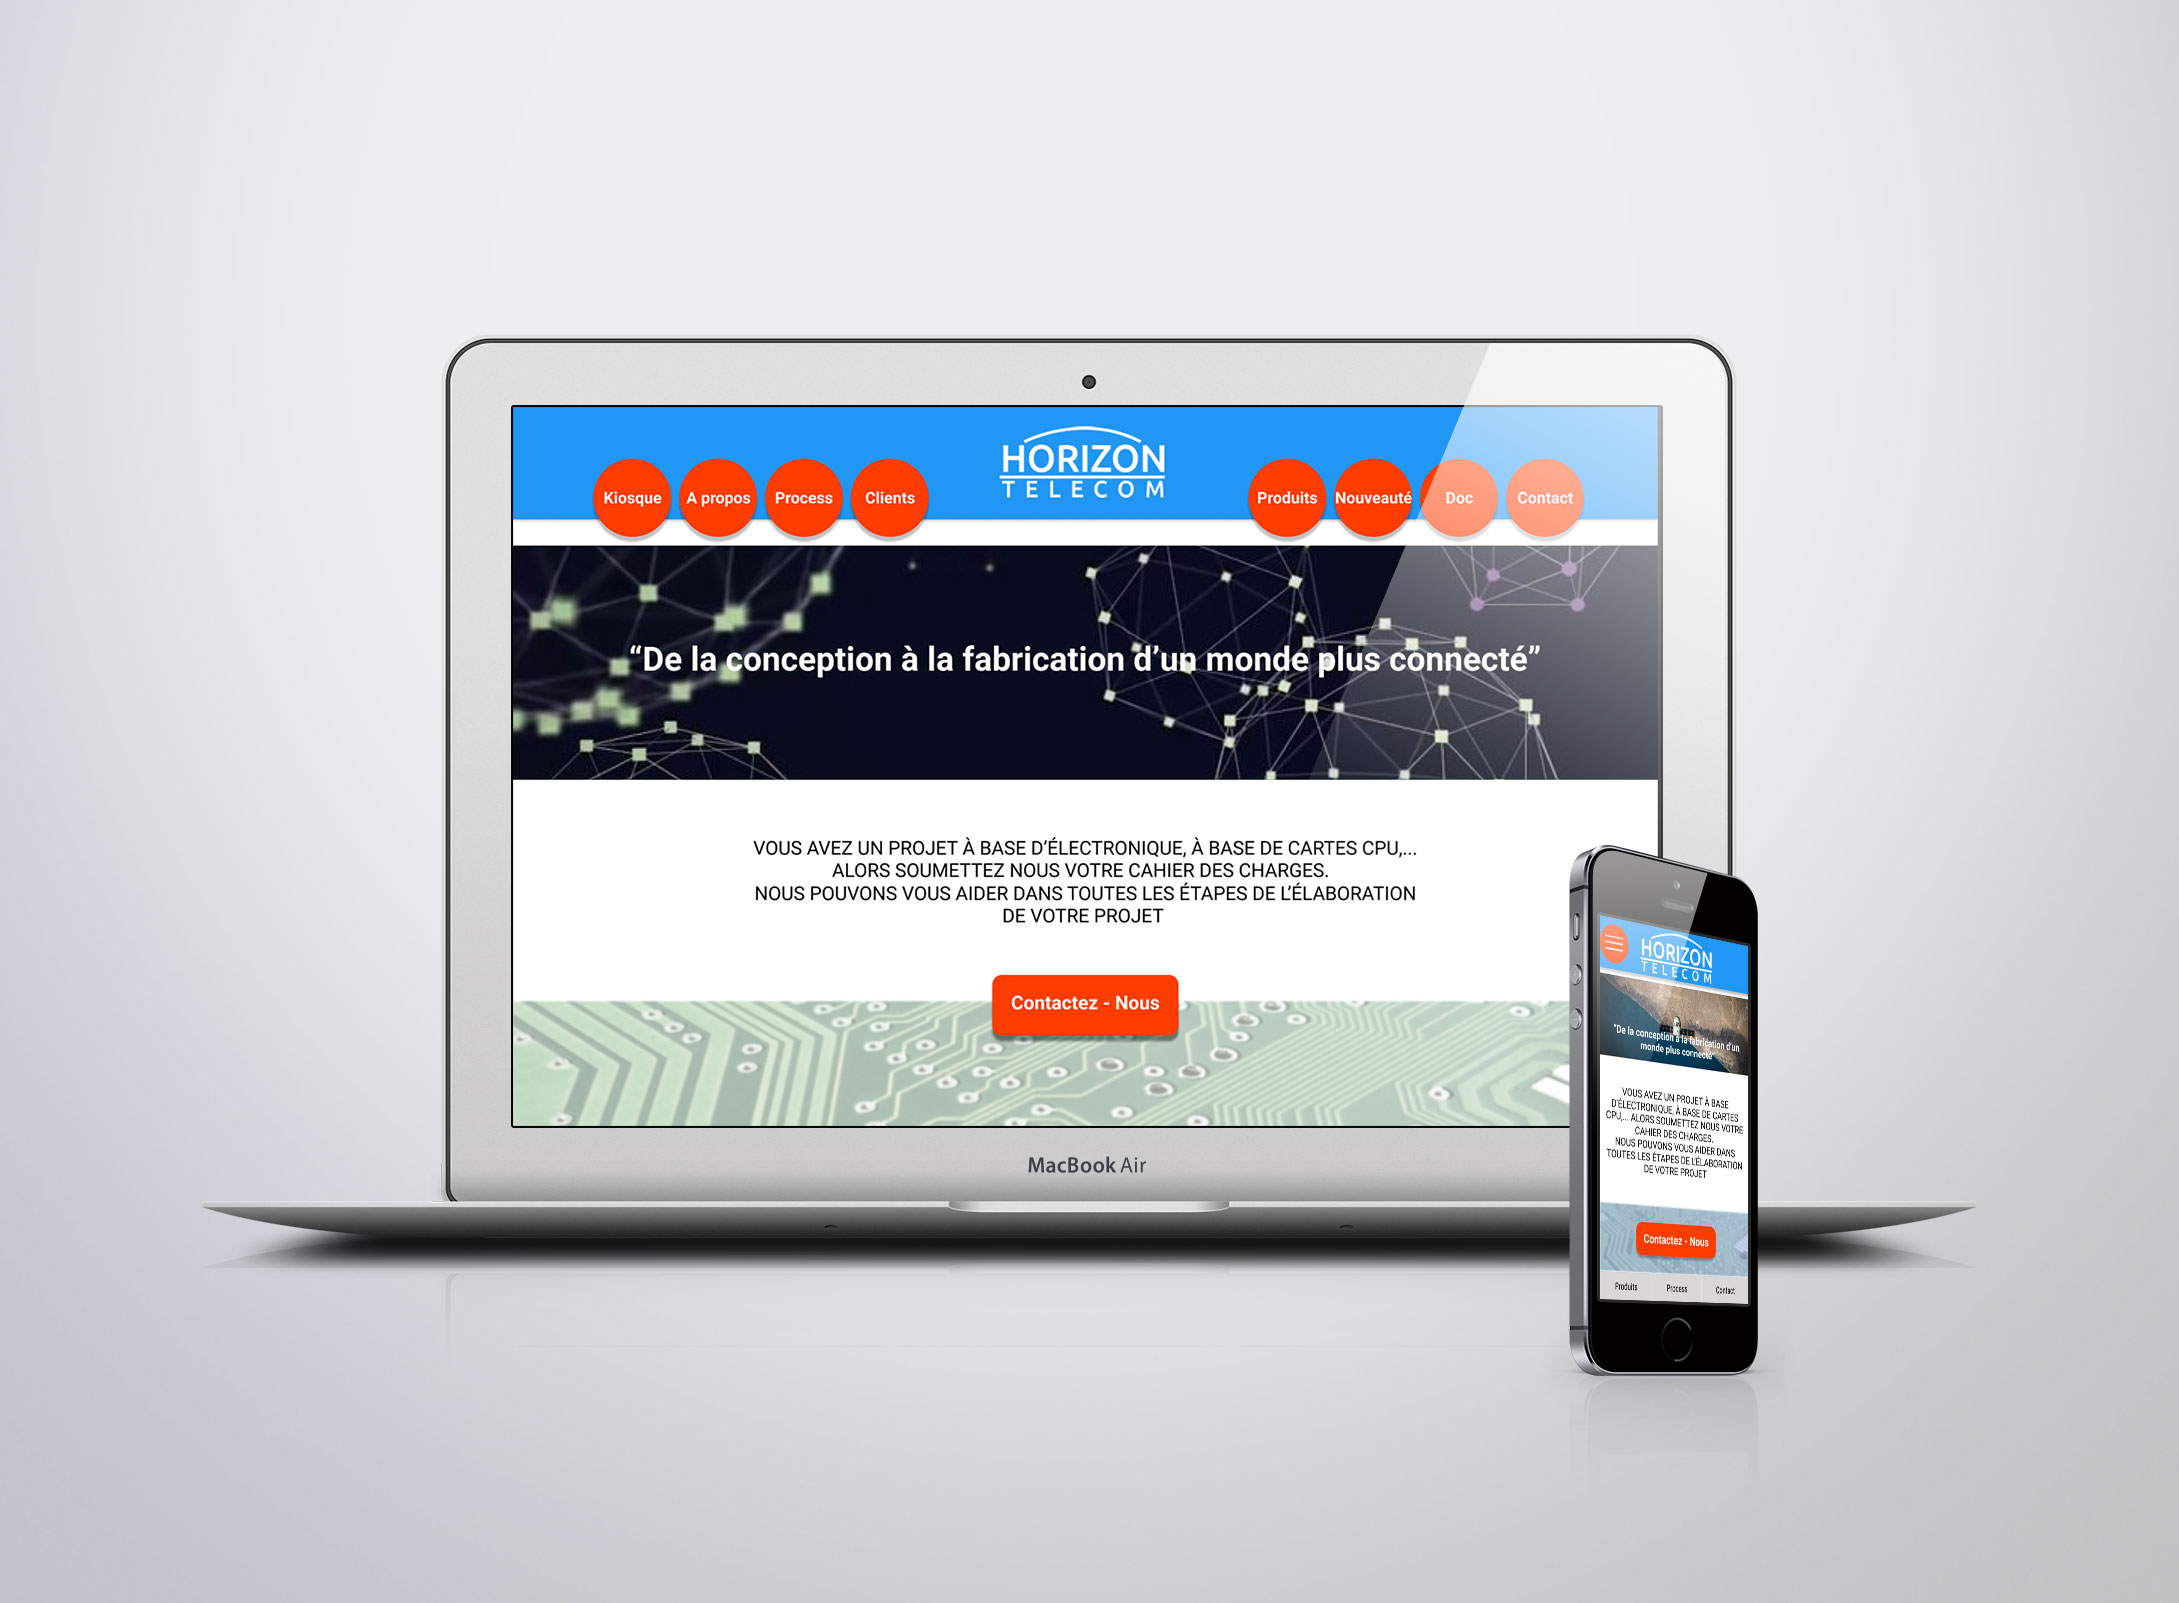 HORIZON
TELECOM
Kiosque
A propos
Process
Clients
Produits
Nouveauté
Doc
Contact
“De la conception à la fabrication d’un monde plus connecté”
VOUS AVEZ UN PROJET À BASE D’ÉLECTRONIQUE, À BASE DE CARTES CPU,...
ALORS SOUMETTEZ NOUS VOTRE CAHIER DES CHARGES.
NOUS POUVONS VOUS AIDER DANS TOUTES LES ÉTAPES DE L’ÉLABORATION
DE VOTRE PROJET
Contactez - Nous
MacBook Air
HORIZON
TELECOM
“De la conception à la fabrication d’un
monde plus connecté”
VOUS AVEZ UN PROJET À BASE
D’ÉLECTRONIQUE, À BASE DE CARTES
CPU,... ALORS SOUMETTEZ NOUS VOTRE
CAHIER DES CHARGES.
NOUS POUVONS VOUS AIDER DANS
TOUTES LES ÉTAPES DE L’ÉLABORATION
DE VOTRE PROJET
Contactez - Nous
Produits
Process
Contact